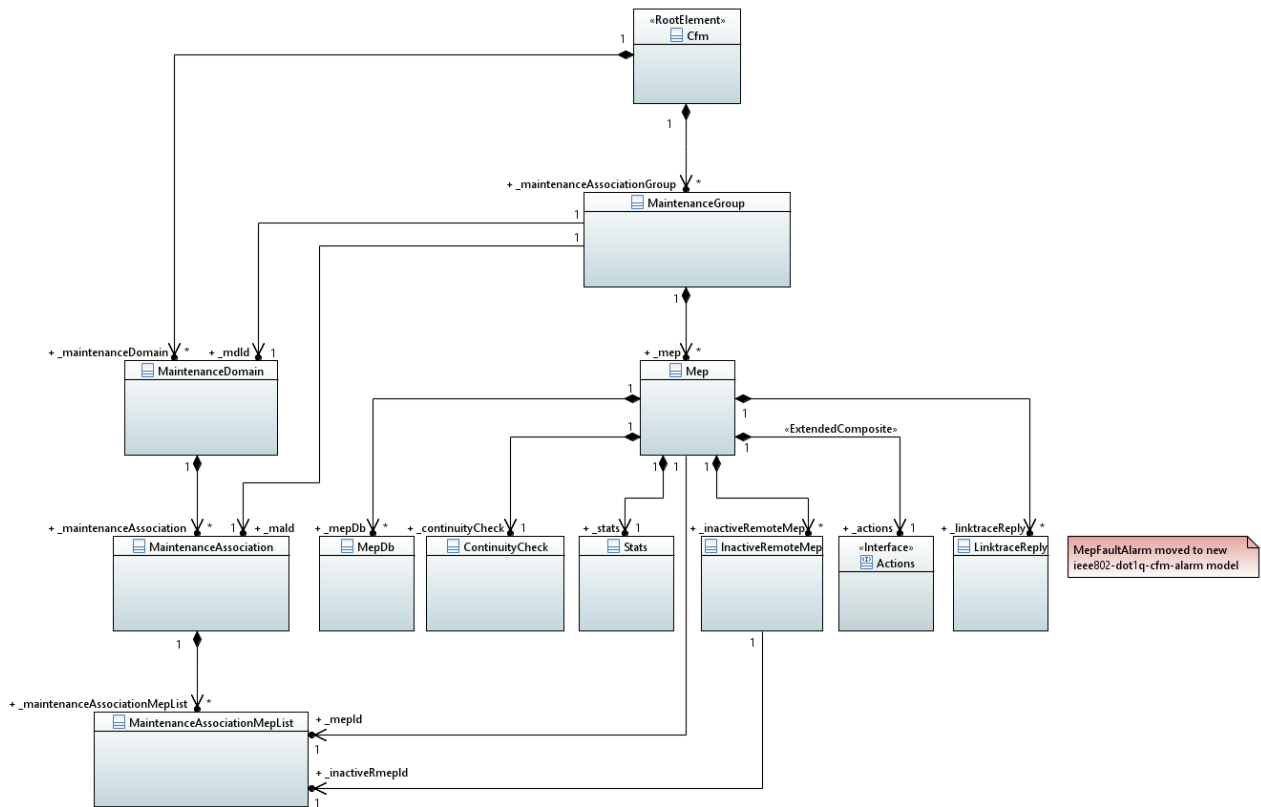 «RootElement»
Cfm
1
1
+ _maintenanceAssociationGroup
*
MaintenanceGroup
1
1
1
+ _maintenanceDomain
*
+ _mdId
1
+ _mep
*
MaintenanceDomain
Mep
1
1
1
«ExtendedComposite»
1
1
1
1
1
1
+ _maintenanceAssociation
*
1
+ _maId
+ _mepDb
*
+ _continuityCheck
1
+ _stats
1
+ _inactiveRemoteMep
*
+ _actions
1
+ _linktraceReply
*
MaintenanceAssociation
MepDb
ContinuityCheck
Stats
InactiveRemoteMep
«Interface»
Actions
LinktraceReply
MepFaultAlarm moved to new
ieee802-dot1q-cfm-alarm model
1
1
+ _maintenanceAssociationMepList
*
MaintenanceAssociationMepList
+ _mepId
1
+ _inactiveRmepId
1